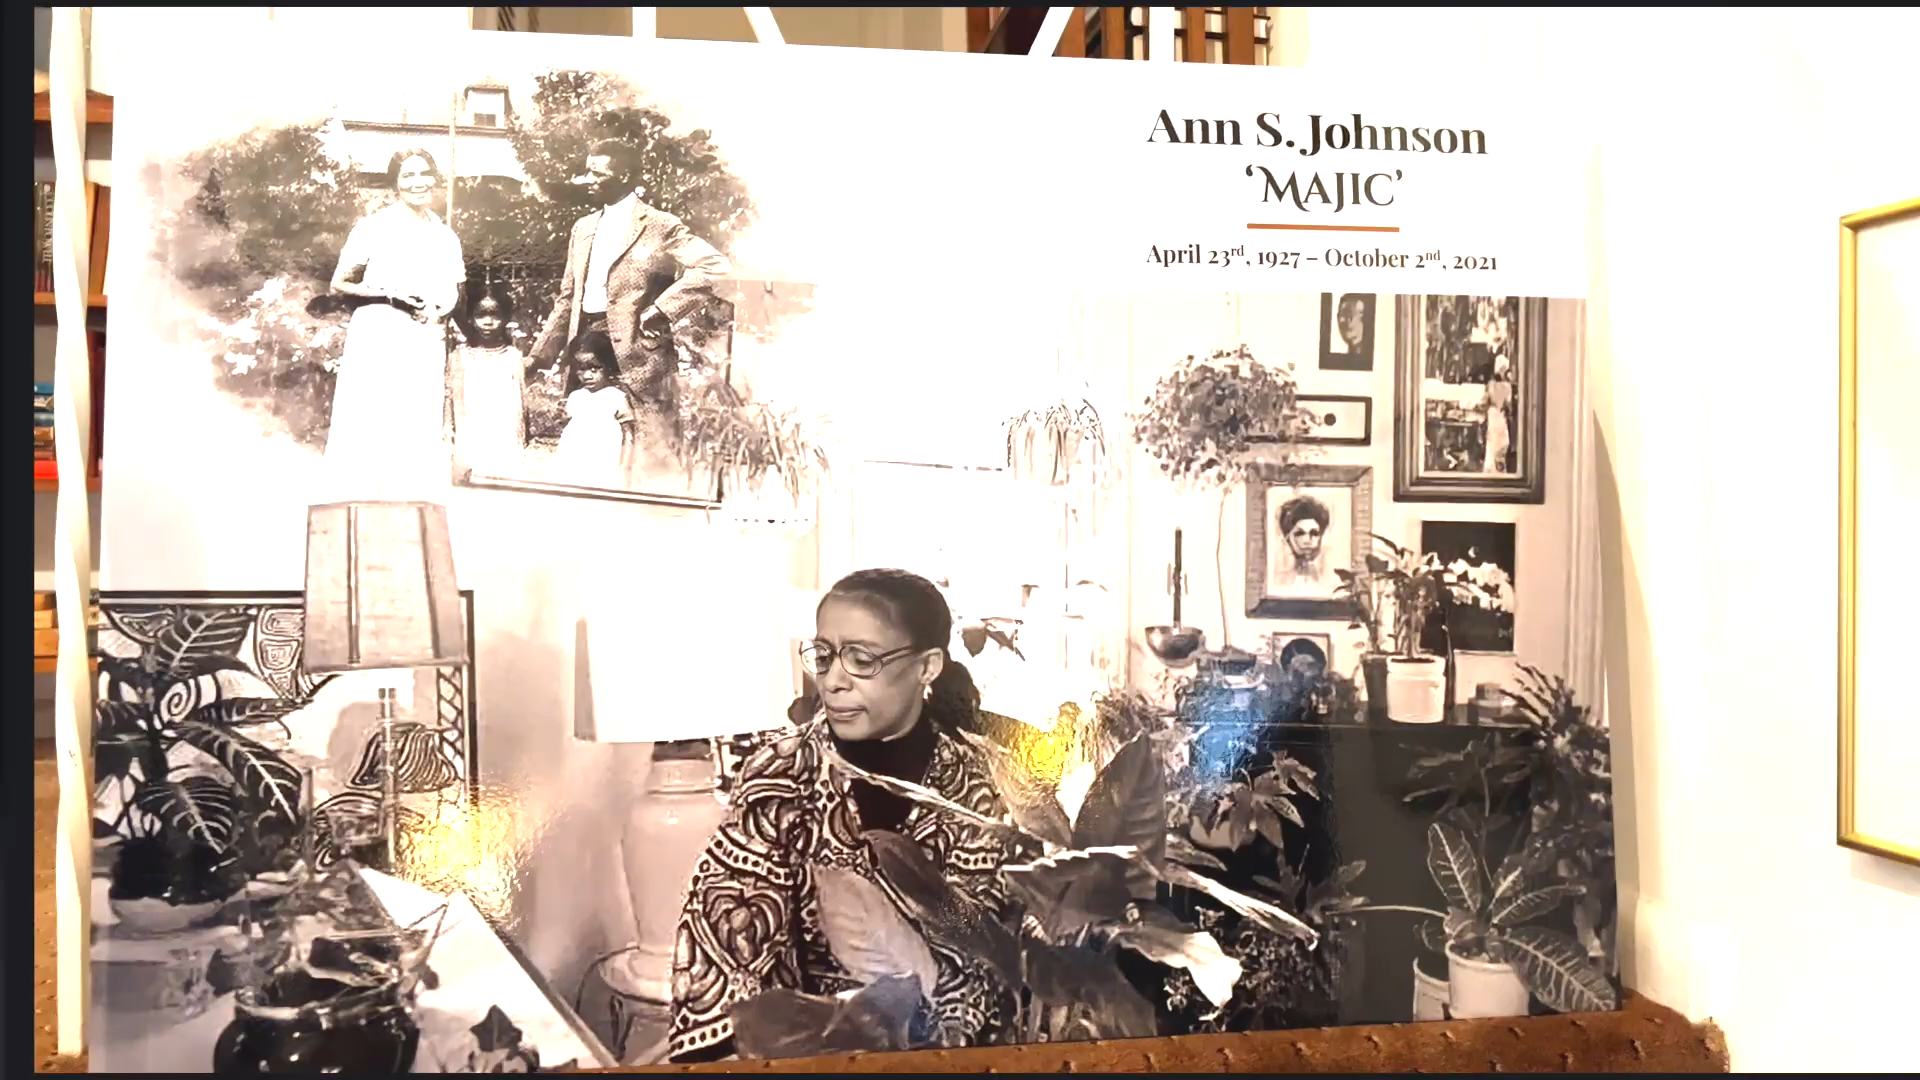 Ann S. Johnson
‘MAJIC’
April 23rd, 1927 – October 2nd, 2021